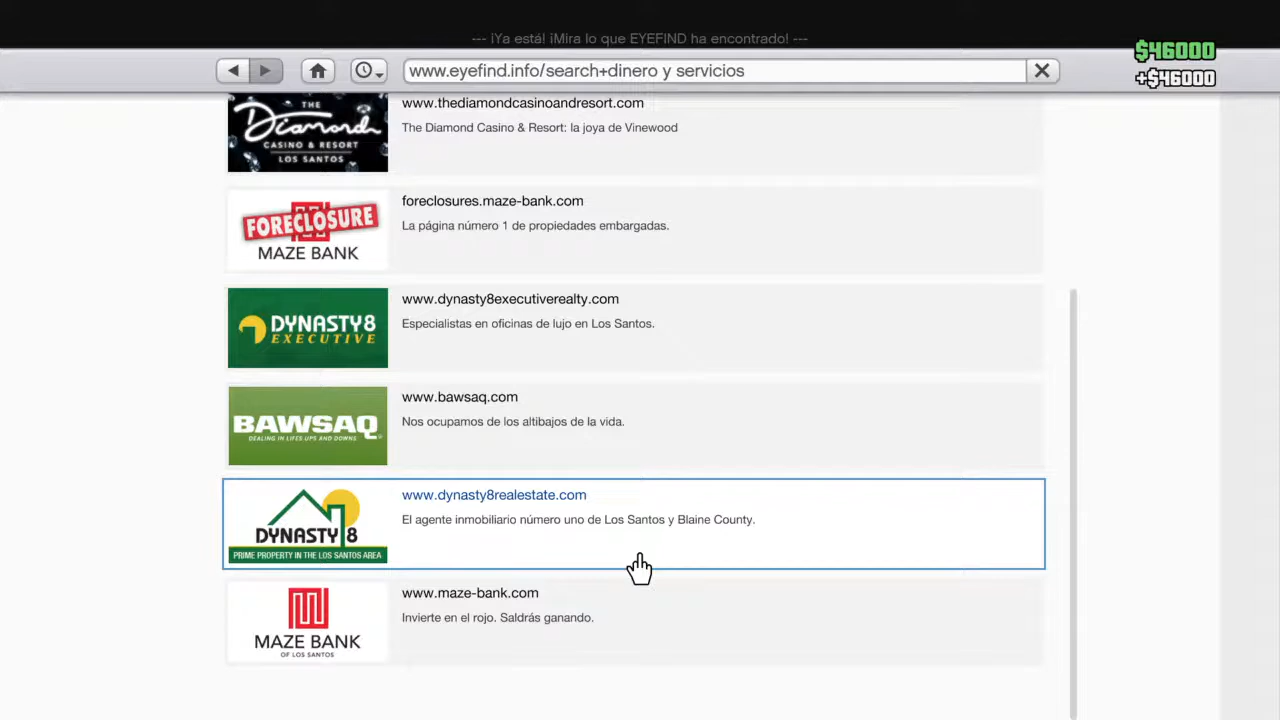 --- ¡Ya está! ¡Mira lo que EYEFIND ha encontrado! ---
$46000
www.eyefind.info/search+dinero y servicios
+$46000
THE
Diamond
CASINO & RESORT
LOS SANTOS
www.thediamondcasinoandresort.com
The Diamond Casino & Resort: la joya de Vinewood
FORECLOSURE
MAZE BANK
foreclosures.maze-bank.com
La página número 1 de propiedades embargadas.
DYNASTY8
EXECUTIVE
www.dynasty8executiverealty.com
Especialistas en oficinas de lujo en Los Santos.
BAWSAQ
DEALING IN LIFES UPS AND DOWNS
www.bawsaq.com
Nos ocupamos de los altibajos de la vida.
DYNASTY 8
PRIME PROPERTY IN THE LOS SANTOS AREA
www.dynasty8realestate.com
El agente inmobiliario número uno de Los Santos y Blaine County.
MAZE BANK
OF LOS SANTOS
www.maze-bank.com
Invierte en el rojo. Saldrás ganando.